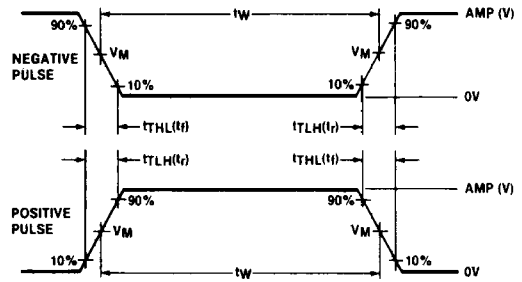 tW
AMP (V)
90% 90%
NEGATIVE
PULSE
VM VM
10% 10%
0V
tTHL(tf) tTLH(tr)
tTLH(tr) tTHL(tf)
AMP (V)
90% 90%
POSITIVE
PULSE
VM VM
10% 10%
tW
0V